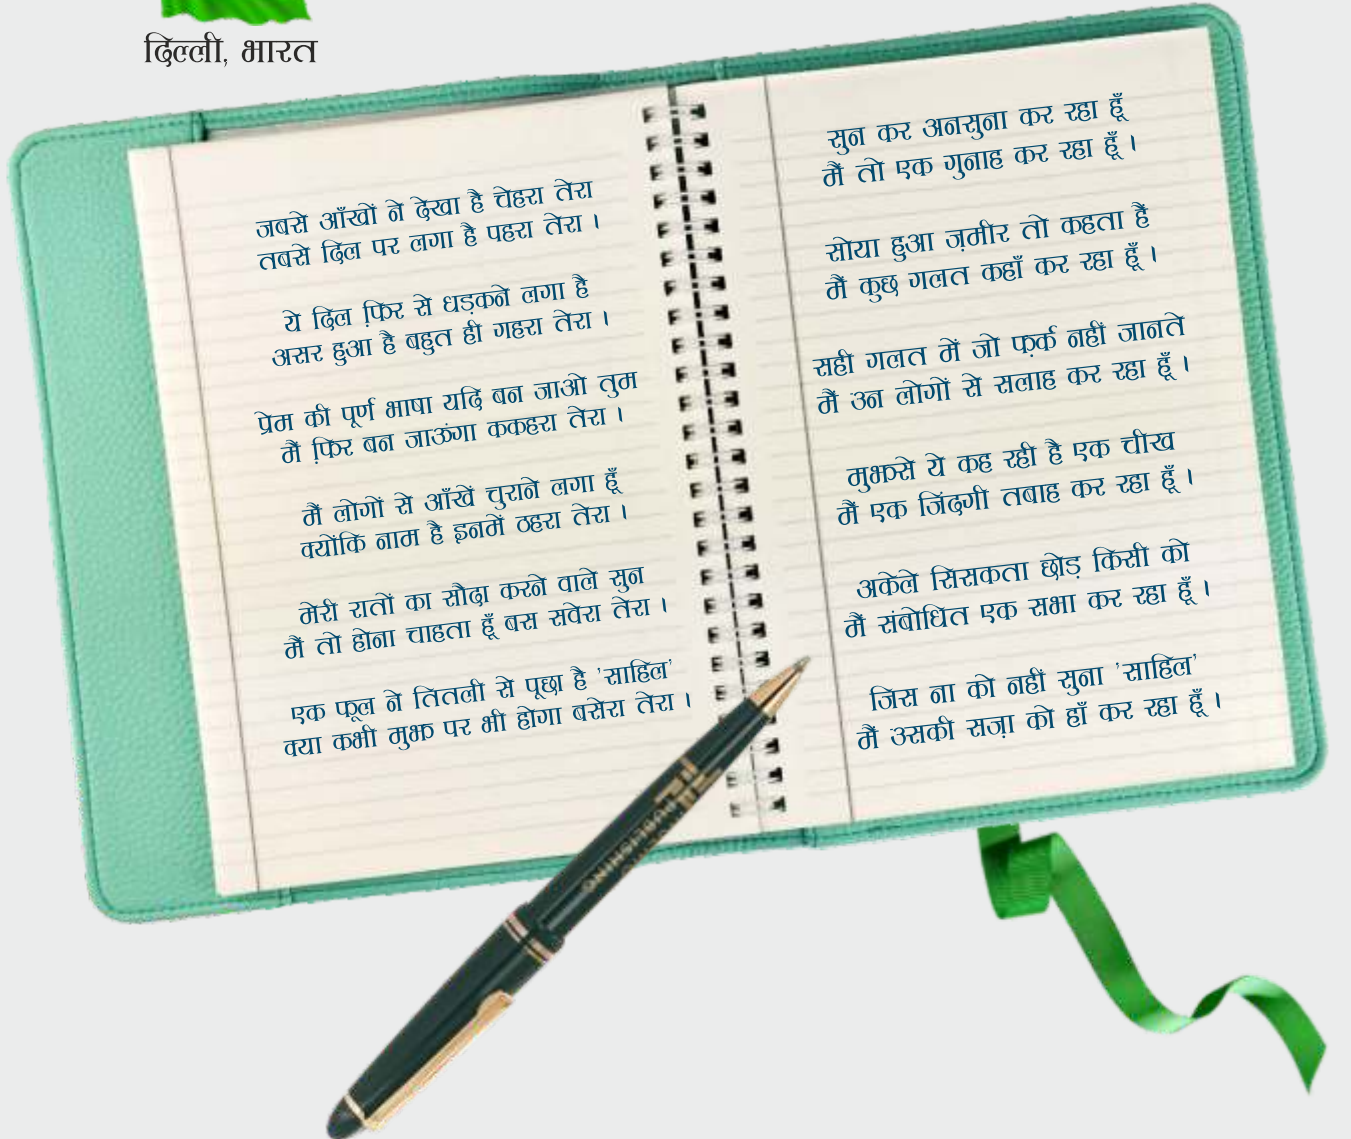 दिल्ली, भारत
जबसे आँखों ने देखा है चेहरा तेरा
तबसे दिल पर लगा है पहरा तेरा ।
ये दिल फ़िर से धड़कने लगा है
असर हुआ है बहुत ही गहरा तेरा ।
प्रेम की पूर्ण भाषा यदि बन जाओ तुम
मैं फ़िर बन जाऊंगा ककहरा तेरा ।
मैं लोगों से आँखें चुराने लगा हूँ
क्योंकि नाम है इनमें ठहरा तेरा ।
मेरी रातों का सौदा करने वाले सुन
मैं तो होना चाहता हूँ बस सवेरा तेरा ।
एक फूल ने तितली से पूछा है 'साहिल'
क्या कभी मुझ पर भी होगा बसेरा तेरा ।
सुन कर अनसुना कर रहा हूँ
मैं तो एक गुनाह कर रहा हूँ ।
सोया हुआ ज़मीर तो कहता है
मैं कुछ गलत कहाँ कर रहा हूँ ।
सही गलत में जो फ़र्क नहीं जानते
मैं उन लोगों से सलाह कर रहा हूँ ।
मुझसे ये कह रही है एक चीख
मैं एक जिंदगी तबाह कर रहा हूँ ।
अकेले सिसकता छोड़ किसी को
मैं संबोधित एक सभा कर रहा हूँ ।
जिस ना को नहीं सुना 'साहिल'
मैं उसकी सज़ा को हाँ कर रहा हूँ ।